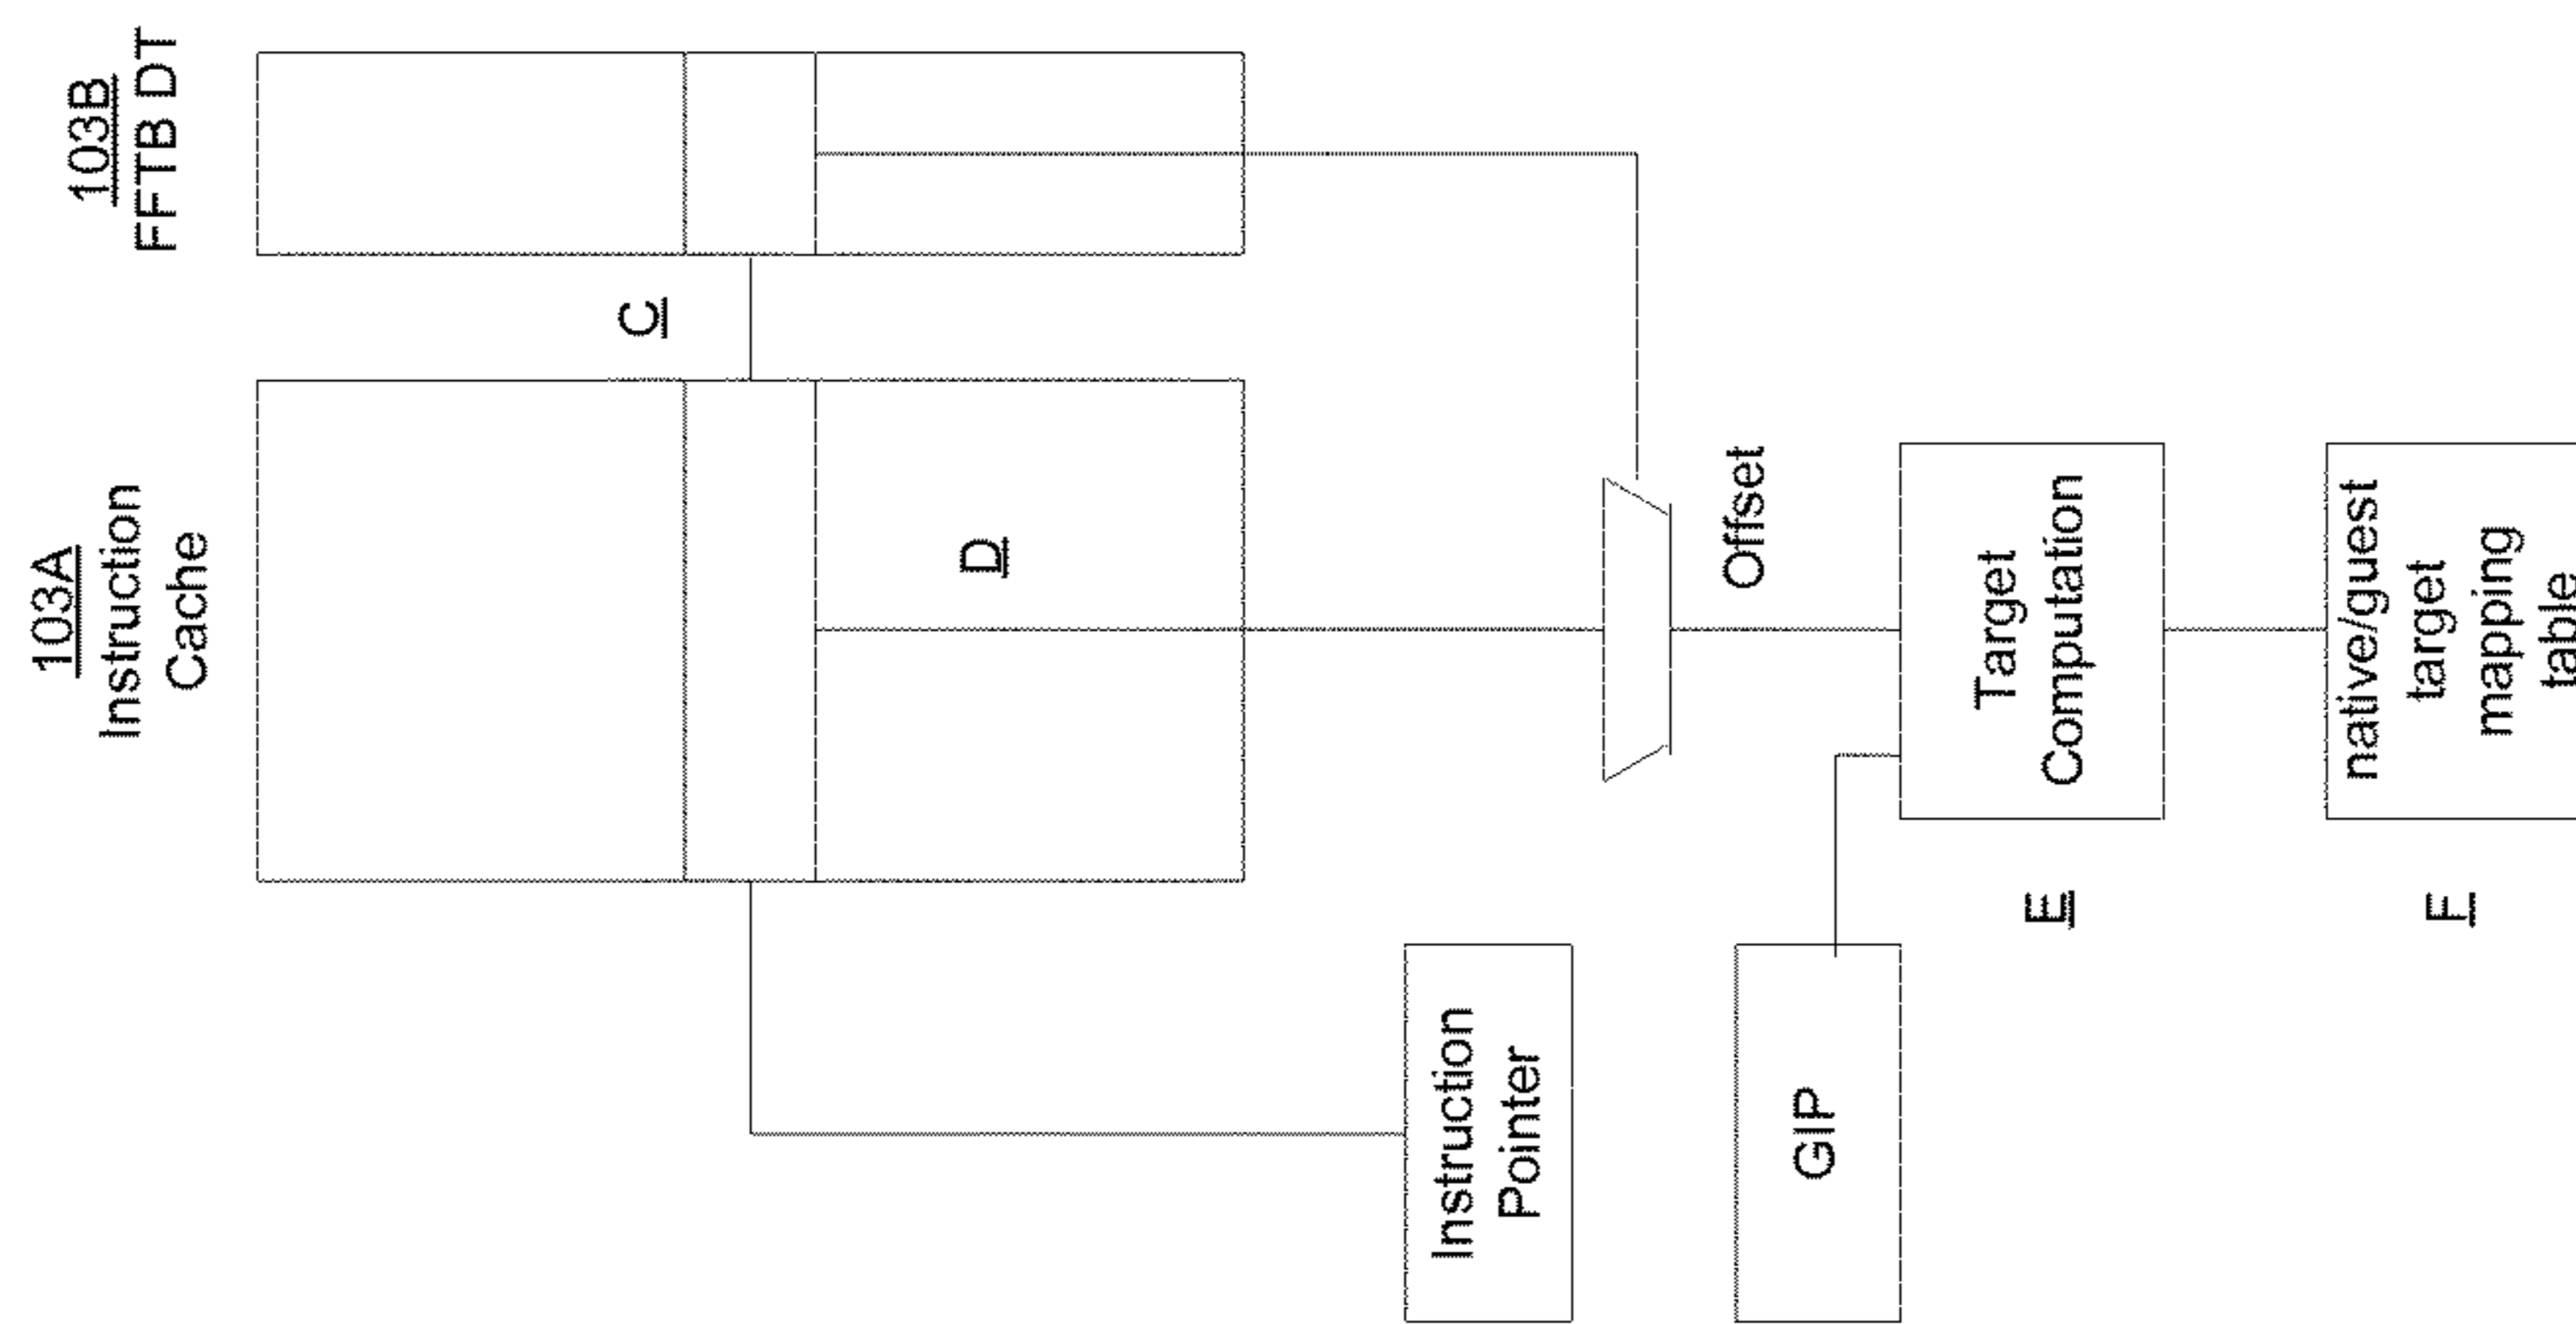 103A
Instruction
Cache
103B
FFTB DT
C
D
Instruction
Pointer
Offset
GIP
Target
Computation
E
native/guest
target
mapping
table
F